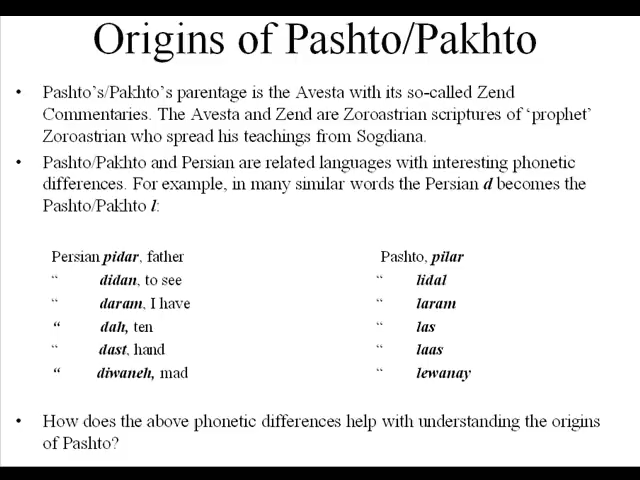 Origins of Pashto/Pakhto
• Pashto's/Pakhto's parentage is the Avesta with its so-called Zend
Commentaries. The Avesta and Zend are Zoroastrian scriptures of ‘prophet’
Zoroastrian who spread his teachings from Sogdiana.
• Pashto/Pakhto and Persian are related languages with interesting phonetic
differences. For example, in many similar words the Persian d becomes the
Pashto/Pakhto l:
Persian pidar, father Pashto, pilar
“ didan, to see “ lidal
“ daram, I have “ laram
“ dah, ten “ las
“ dast, hand “ laas
“ diwaneh, mad “ lewanay
• How does the above phonetic differences help with understanding the origins
of Pashto?